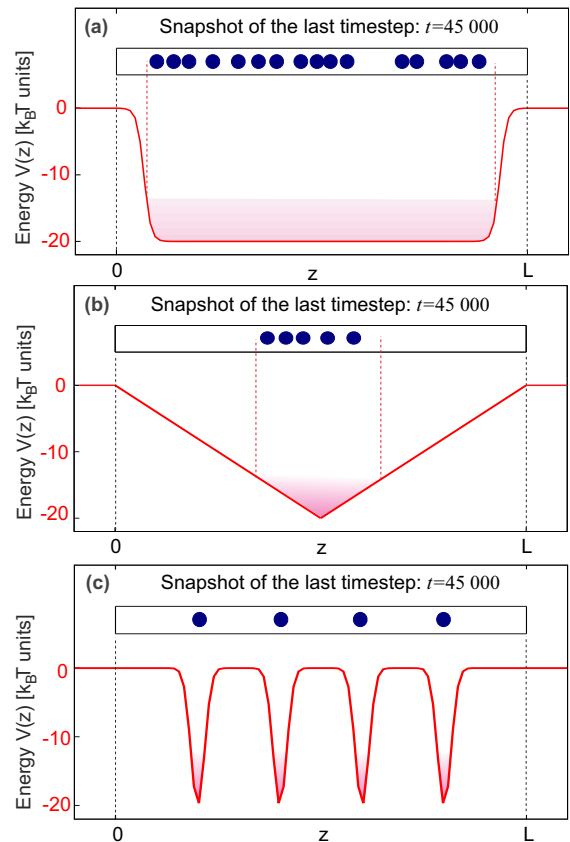 (a) Snapshot of the last timestep: t=45 000
Energy V(z) [kBT units]
0
-10
-20
0 z L
(b) Snapshot of the last timestep: t=45 000
Energy V(z) [kBT units]
0
-10
-20
0 z L
(c) Snapshot of the last timestep: t=45 000
Energy V(z) [kBT units]
0
-10
-20
0 z L